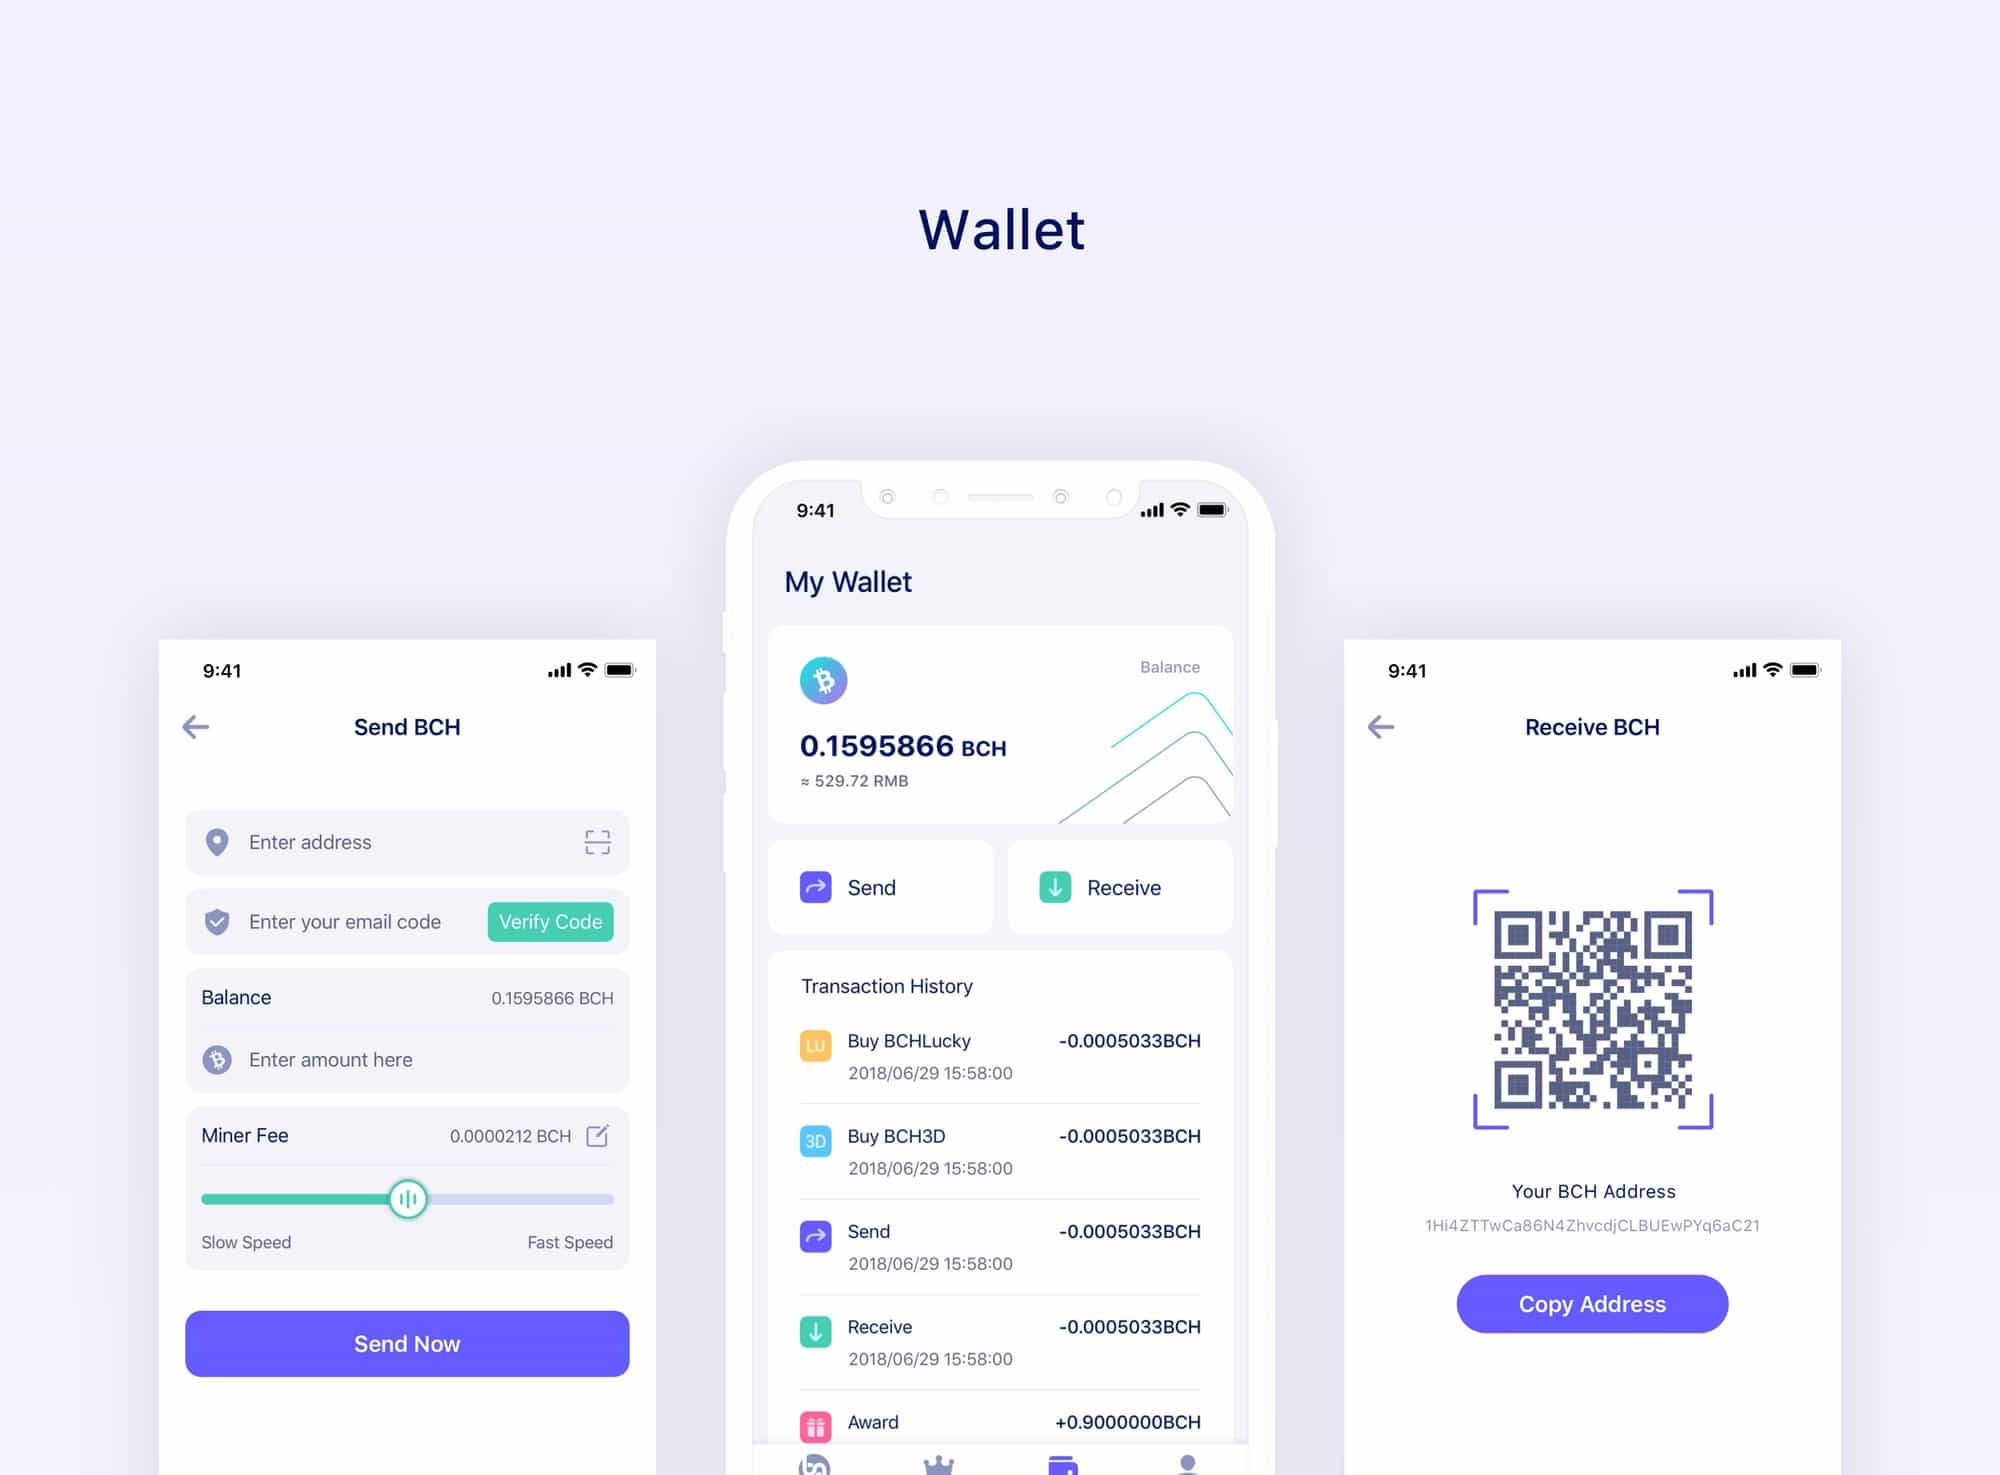 Wallet
9:41
Send BCH
Enter address
Enter your email code
Verify Code
Balance
0.1595866 BCH
Enter amount here
Miner Fee
0.0000212 BCH
Slow Speed
Fast Speed
Send Now
9:41
My Wallet
Balance
0.1595866 BCH
≈ 529.72 RMB
Send
Receive
Transaction History
LU
Buy BCHLucky
-0.0005033BCH
2018/06/29 15:58:00
3D
Buy BCH3D
-0.0005033BCH
2018/06/29 15:58:00
Send
-0.0005033BCH
2018/06/29 15:58:00
Receive
-0.0005033BCH
2018/06/29 15:58:00
Award
+0.9000000BCH
9:41
Receive BCH
Your BCH Address
1Hi4ZTTwCa86N4ZhvcdjCLBUEwPYq6aC21
Copy Address